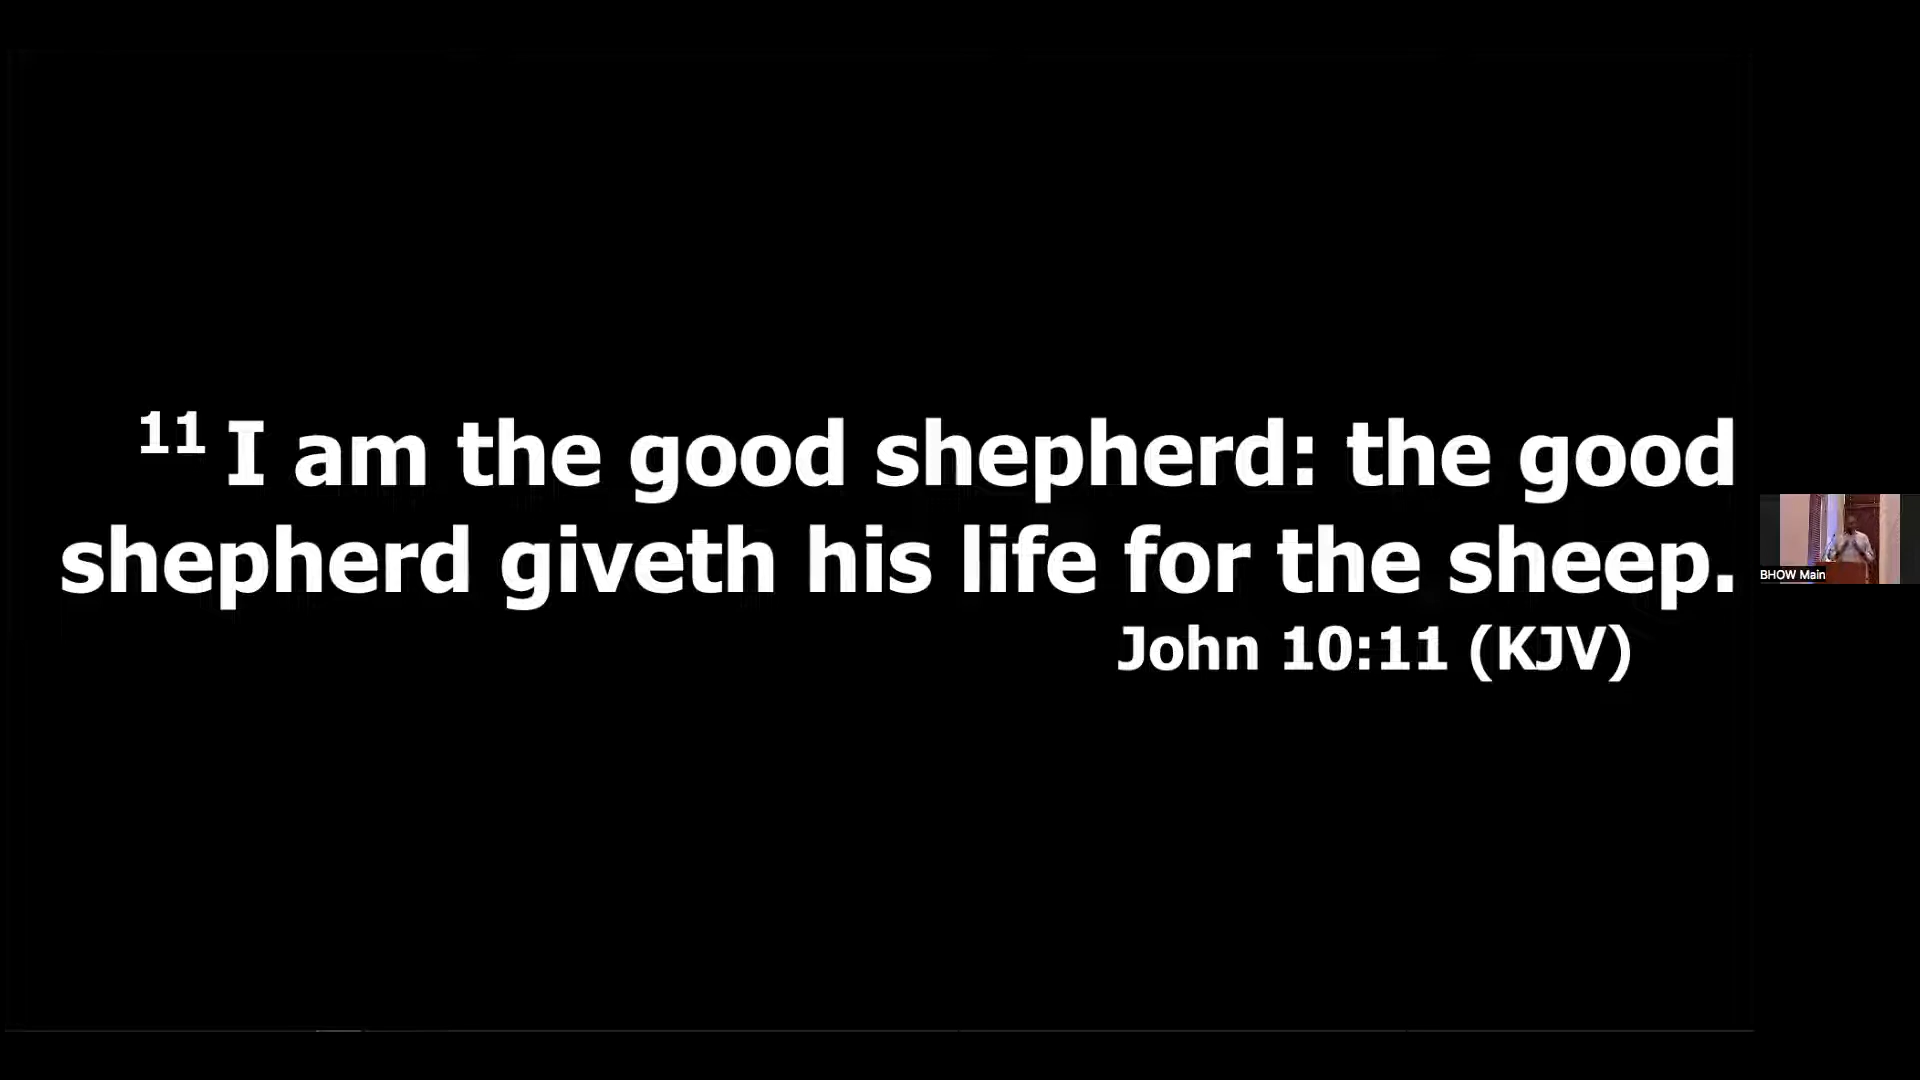 11 I am the good shepherd: the good
shepherd giveth his life for the sheep.
John 10:11 (KJV)
BHOW Main